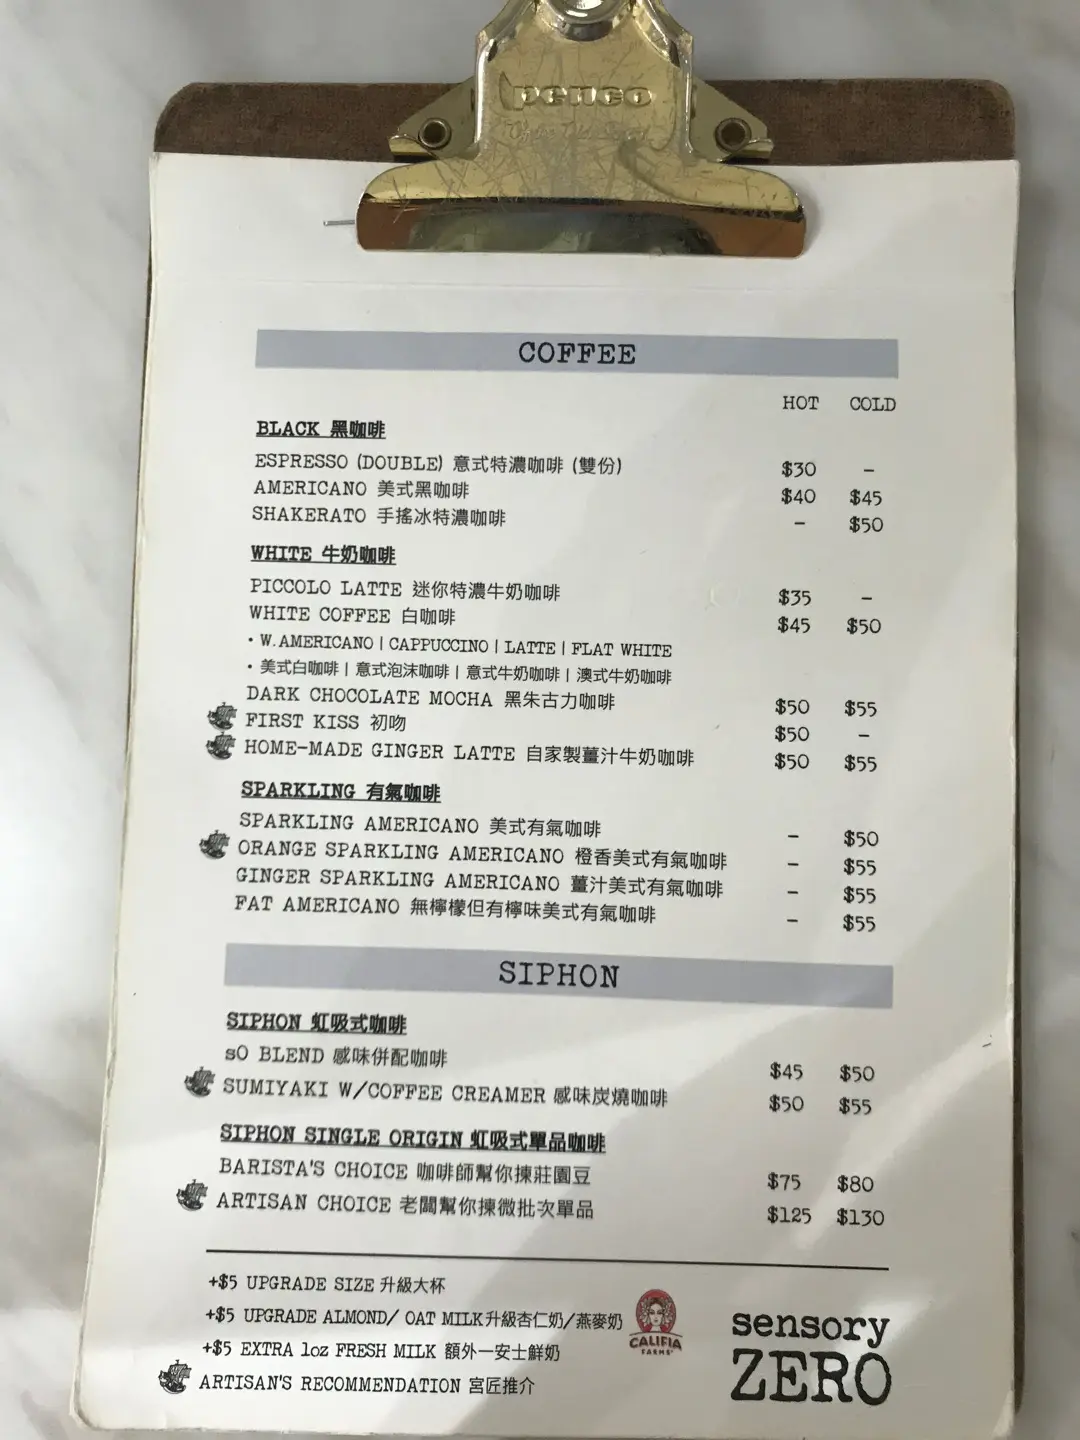 penco
COFFEE
HOT COLD
BLACK 黑咖啡
ESPRESSO (DOUBLE) 意式特濃咖啡 (雙份) $30 –
AMERICANO 美式黑咖啡 $40 $45
SHAKERATO 手搖冰特濃咖啡 – $50
WHITE 牛奶咖啡
PICCOLO LATTE 迷你特濃牛奶咖啡 $35 –
WHITE COFFEE 白咖啡 $45 $50
• W.AMERICANO | CAPPUCCINO | LATTE | FLAT WHITE
• 美式白咖啡 | 意式泡沫咖啡 | 意式牛奶咖啡 | 澳式牛奶咖啡
DARK CHOCOLATE MOCHA 黑朱古力咖啡 $50 $55
FIRST KISS 初吻 $50 –
HOME-MADE GINGER LATTE 自家製薑汁牛奶咖啡 $50 $55
SPARKLING 有氣咖啡
SPARKLING AMERICANO 美式有氣咖啡 – $50
ORANGE SPARKLING AMERICANO 橙香美式有氣咖啡 – $55
GINGER SPARKLING AMERICANO 薑汁美式有氣咖啡 – $55
FAT AMERICANO 無檸檬但有檸味美式有氣咖啡 – $55
SIPHON
SIPHON 虹吸式咖啡
sO BLEND 感味併配咖啡 $45 $50
SUMIYAKI W/COFFEE CREAMER 感味炭燒咖啡 $50 $55
SIPHON SINGLE ORIGIN 虹吸式單品咖啡
BARISTA'S CHOICE 咖啡師幫你揀莊園豆 $75 $80
ARTISAN CHOICE 老闆幫你揀微批次單品 $125 $130
+$5 UPGRADE SIZE 升級大杯
+$5 UPGRADE ALMOND/ OAT MILK升級杏仁奶/燕麥奶
+$5 EXTRA 1oz FRESH MILK 額外一安士鮮奶
ARTISAN'S RECOMMENDATION 宮匠推介
CALIFIA
FARMS
sensory
ZERO